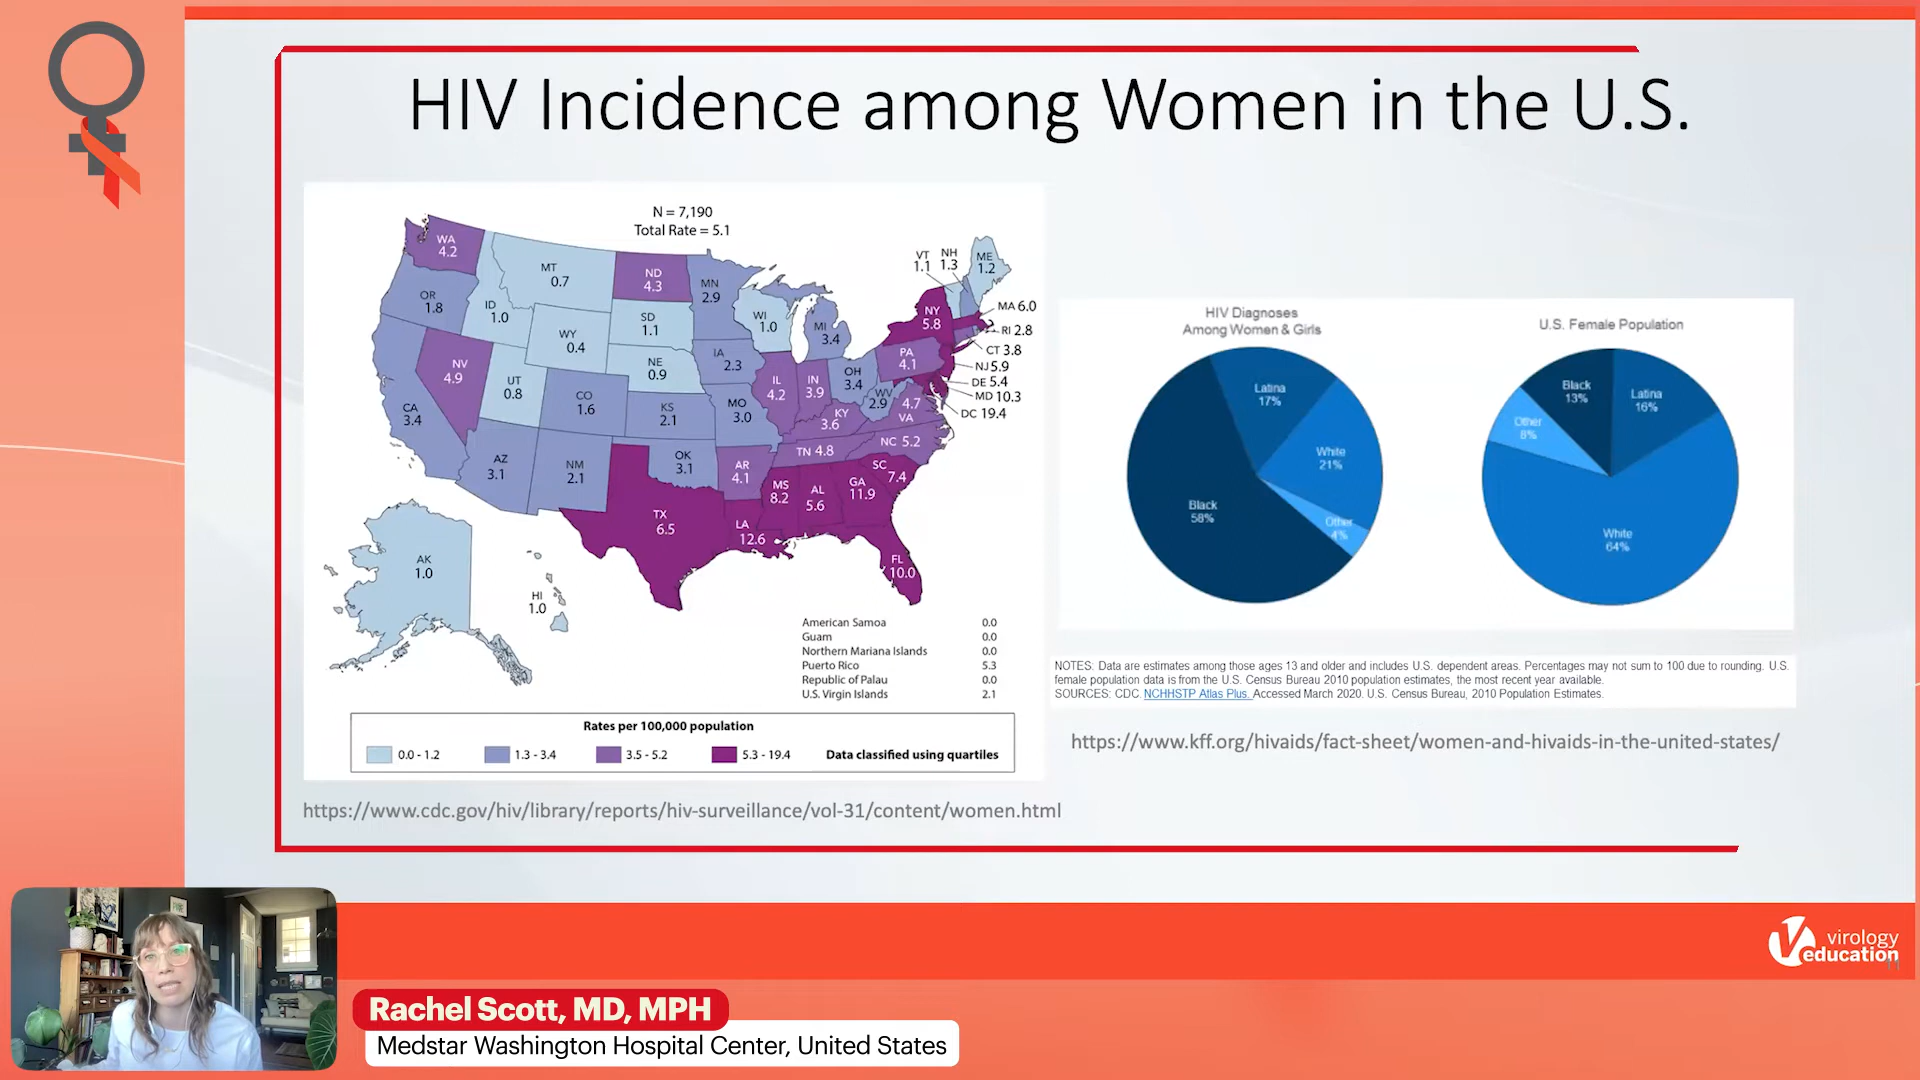 HIV Incidence among Women in the U.S.
N = 7,190
Total Rate = 5.1
WA
4.2
OR
1.8
CA
3.4
NV
4.9
ID
1.0
MT
0.7
WY
0.4
UT
0.8
AZ
3.1
CO
1.6
NM
2.1
ND
4.3
SD
1.1
NE
0.9
KS
2.1
OK
3.1
TX
6.5
MN
2.9
IA
2.3
MO
3.0
AR
4.1
LA
12.6
WI
1.0
IL
4.2
MI
3.4
IN
3.9
OH
3.4
KY
3.6
TN 4.8
MS
8.2
AL
5.6
GA
11.9
FL
10.0
SC
7.4
NC 5.2
4.7
VA
WV
2.9
PA
4.1
NY
5.8
VT
1.1
NH
1.3
ME
1.2
MA 6.0
RI 2.8
CT 3.8
NJ 5.9
DE 5.4
MD 10.3
DC 19.4
AK
1.0
HI
1.0
American Samoa 0.0
Guam 0.0
Northern Mariana Islands 0.0
Puerto Rico 5.3
Republic of Palau 0.0
U.S. Virgin Islands 2.1
Rates per 100,000 population
0.0 - 1.2 1.3 - 3.4 3.5 - 5.2 5.3 - 19.4 Data classified using quartiles
https://www.cdc.gov/hiv/library/reports/hiv-surveillance/vol-31/content/women.html
HIV Diagnoses
Among Women & Girls
Latina
17%
White
21%
Other
4%
Black
58%
U.S. Female Population
Black
13%
Latina
16%
Other
8%
White
64%
NOTES: Data are estimates among those ages 13 and older and includes U.S. dependent areas. Percentages may not sum to 100 due to rounding. U.S.
female population data is from the U.S. Census Bureau 2010 population estimates, the most recent year available.
SOURCES: CDC. NCHHSTP Atlas Plus. Accessed March 2020. U.S. Census Bureau, 2010 Population Estimates.
https://www.kff.org/hivaids/fact-sheet/women-and-hivaids-in-the-united-states/
virology
education
Rachel Scott, MD, MPH
Medstar Washington Hospital Center, United States